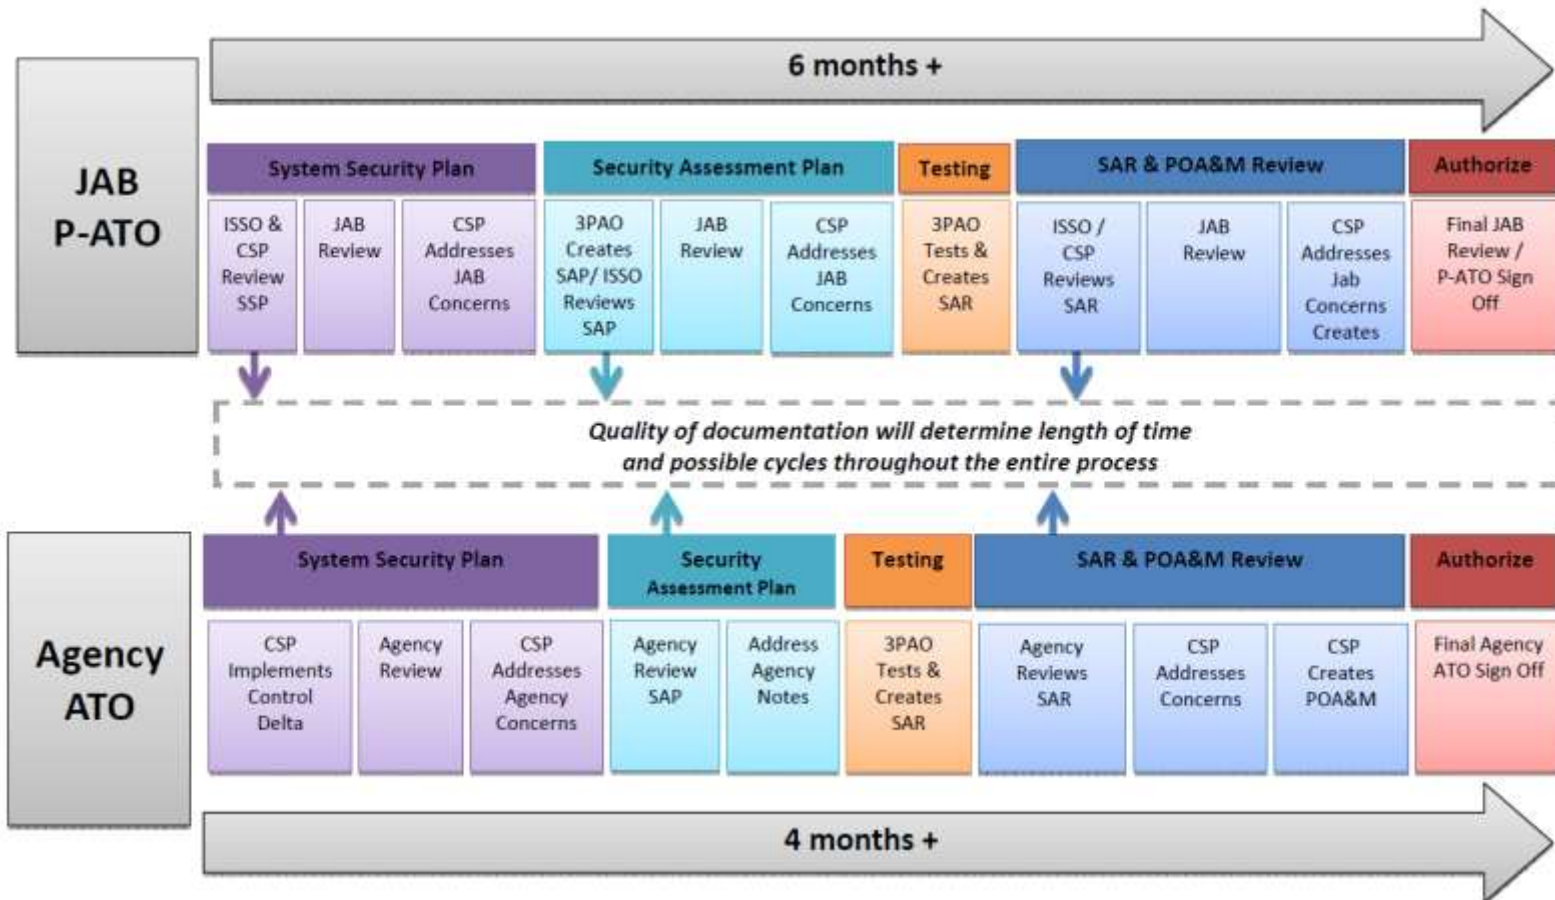 6 months +
JAB
P-ATO
System Security Plan
Security Assessment Plan
Testing
SAR & POA&M Review
Authorize
ISSO &
CSP
Review
SSP
JAB
Review
CSP
Addresses
JAB
Concerns
3PAO
Creates
SAP/ ISSO
Reviews
SAP
JAB
Review
CSP
Addresses
JAB
Concerns
3PAO
Tests &
Creates
SAR
ISSO /
CSP
Reviews
SAR
JAB
Review
CSP
Addresses
Jab
Concerns
Creates
Final JAB
Review /
P-ATO Sign
Off
Quality of documentation will determine length of time
and possible cycles throughout the entire process
Agency
ATO
System Security Plan
Security
Assessment Plan
Testing
SAR & POA&M Review
Authorize
CSP
Implements
Control
Delta
Agency
Review
CSP
Addresses
Agency
Concerns
Agency
Review
SAP
Address
Agency
Notes
3PAO
Tests &
Creates
SAR
Agency
Reviews
SAR
CSP
Addresses
Concerns
CSP
Creates
POA&M
Final Agency
ATO Sign Off
4 months +